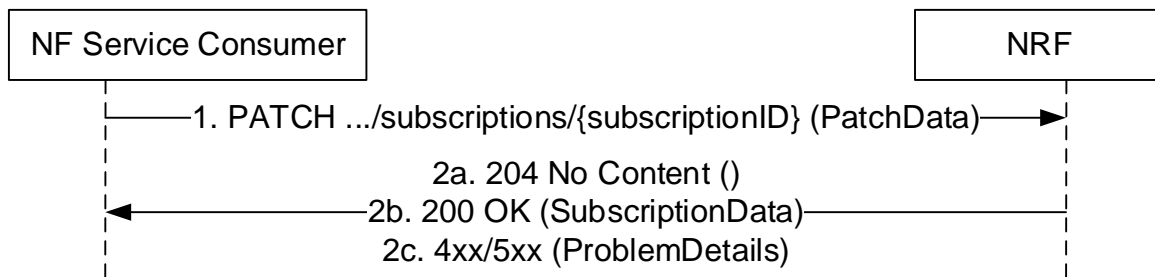 NF Service Consumer
NRF
1. PATCH .../subscriptions/{subscriptionID} (PatchData)
2a. 204 No Content ()
2b. 200 OK (SubscriptionData)
2c. 4xx/5xx (ProblemDetails)